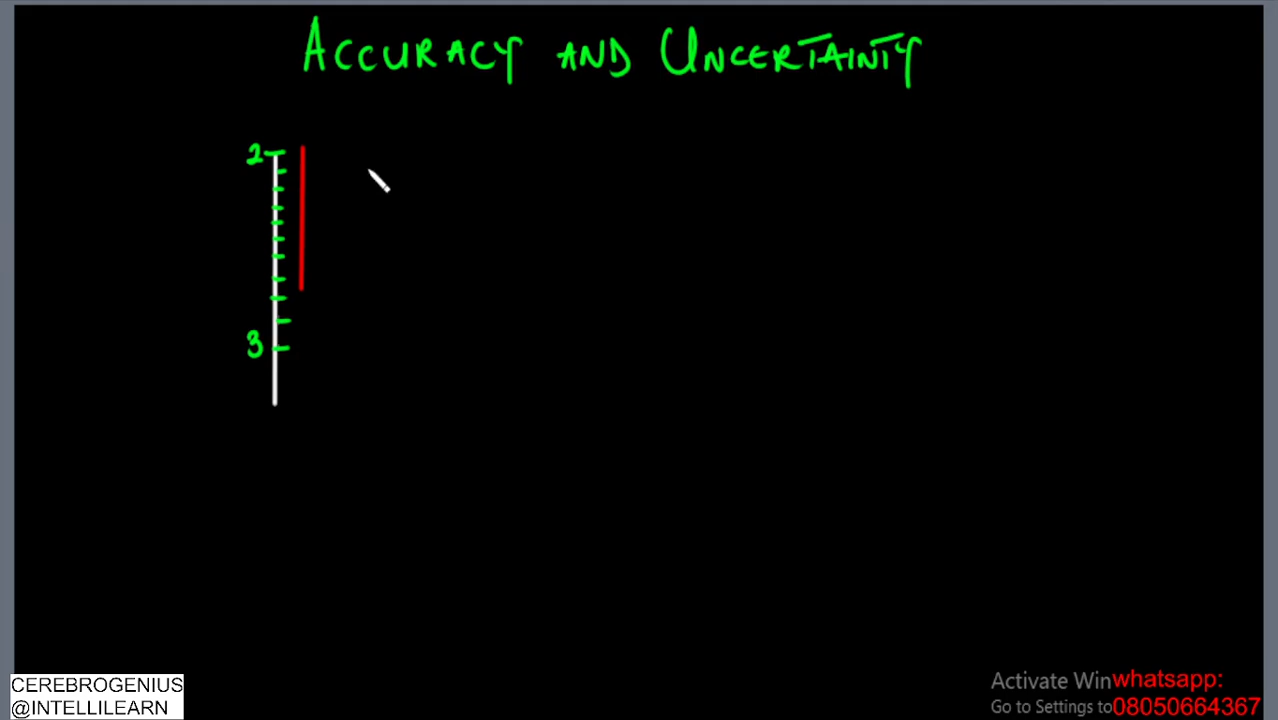 ACCURACY AND UNCERTAINTY
2
3
Activate Win
whatsapp:
Go to Settings to
08050664367
CEREBROGENIUS
@INTELLILEARN